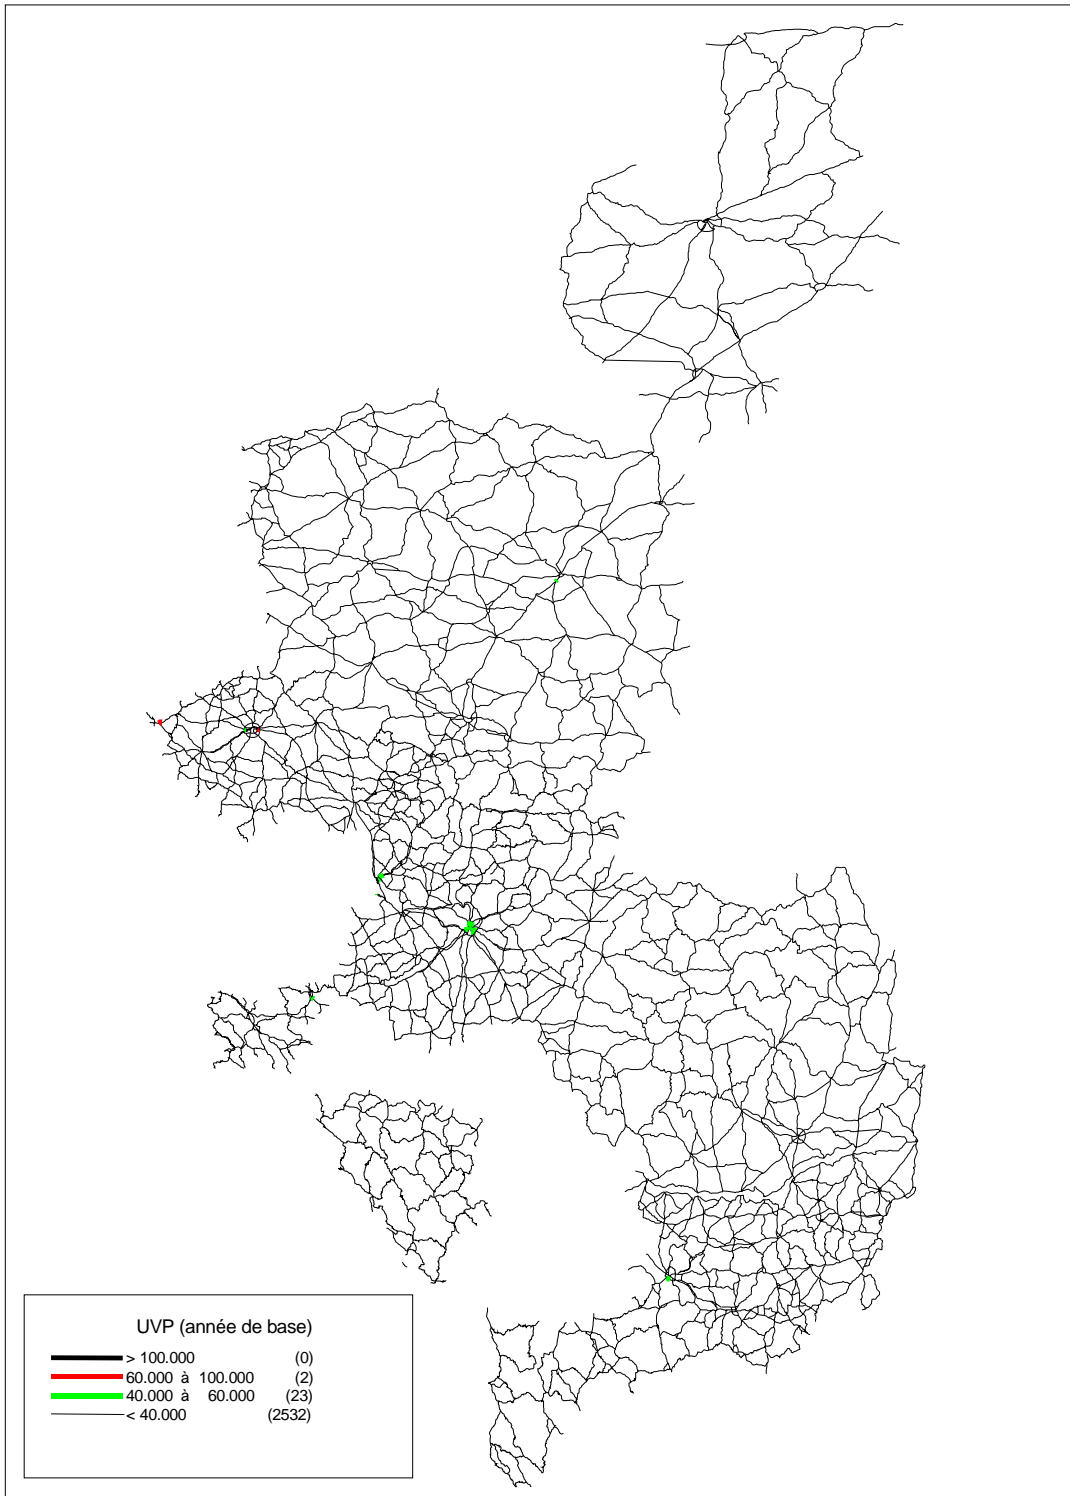 UVP (année de base)
> 100.000 (0)
60.000 à 100.000 (2)
40.000 à 60.000 (23)
< 40.000 (2532)